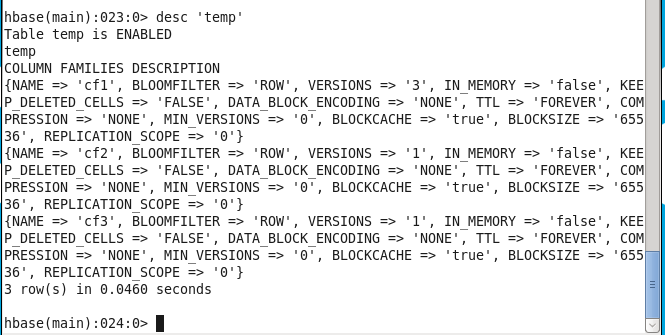 hbase(main):023:0> desc 'temp'
Table temp is ENABLED
temp
COLUMN FAMILIES DESCRIPTION
{NAME => 'cf1', BLOOMFILTER => 'ROW', VERSIONS => '3', IN_MEMORY => 'false', KEE
P_DELETED_CELLS => 'FALSE', DATA_BLOCK_ENCODING => 'NONE', TTL => 'FOREVER', COM
PRESSION => 'NONE', MIN_VERSIONS => '0', BLOCKCACHE => 'true', BLOCKSIZE => '655
36', REPLICATION_SCOPE => '0'}
{NAME => 'cf2', BLOOMFILTER => 'ROW', VERSIONS => '1', IN_MEMORY => 'false', KEE
P_DELETED_CELLS => 'FALSE', DATA_BLOCK_ENCODING => 'NONE', TTL => 'FOREVER', COM
PRESSION => 'NONE', MIN_VERSIONS => '0', BLOCKCACHE => 'true', BLOCKSIZE => '655
36', REPLICATION_SCOPE => '0'}
{NAME => 'cf3', BLOOMFILTER => 'ROW', VERSIONS => '1', IN_MEMORY => 'false', KEE
P_DELETED_CELLS => 'FALSE', DATA_BLOCK_ENCODING => 'NONE', TTL => 'FOREVER', COM
PRESSION => 'NONE', MIN_VERSIONS => '0', BLOCKCACHE => 'true', BLOCKSIZE => '655
36', REPLICATION_SCOPE => '0'}
3 row(s) in 0.0460 seconds
hbase(main):024:0>